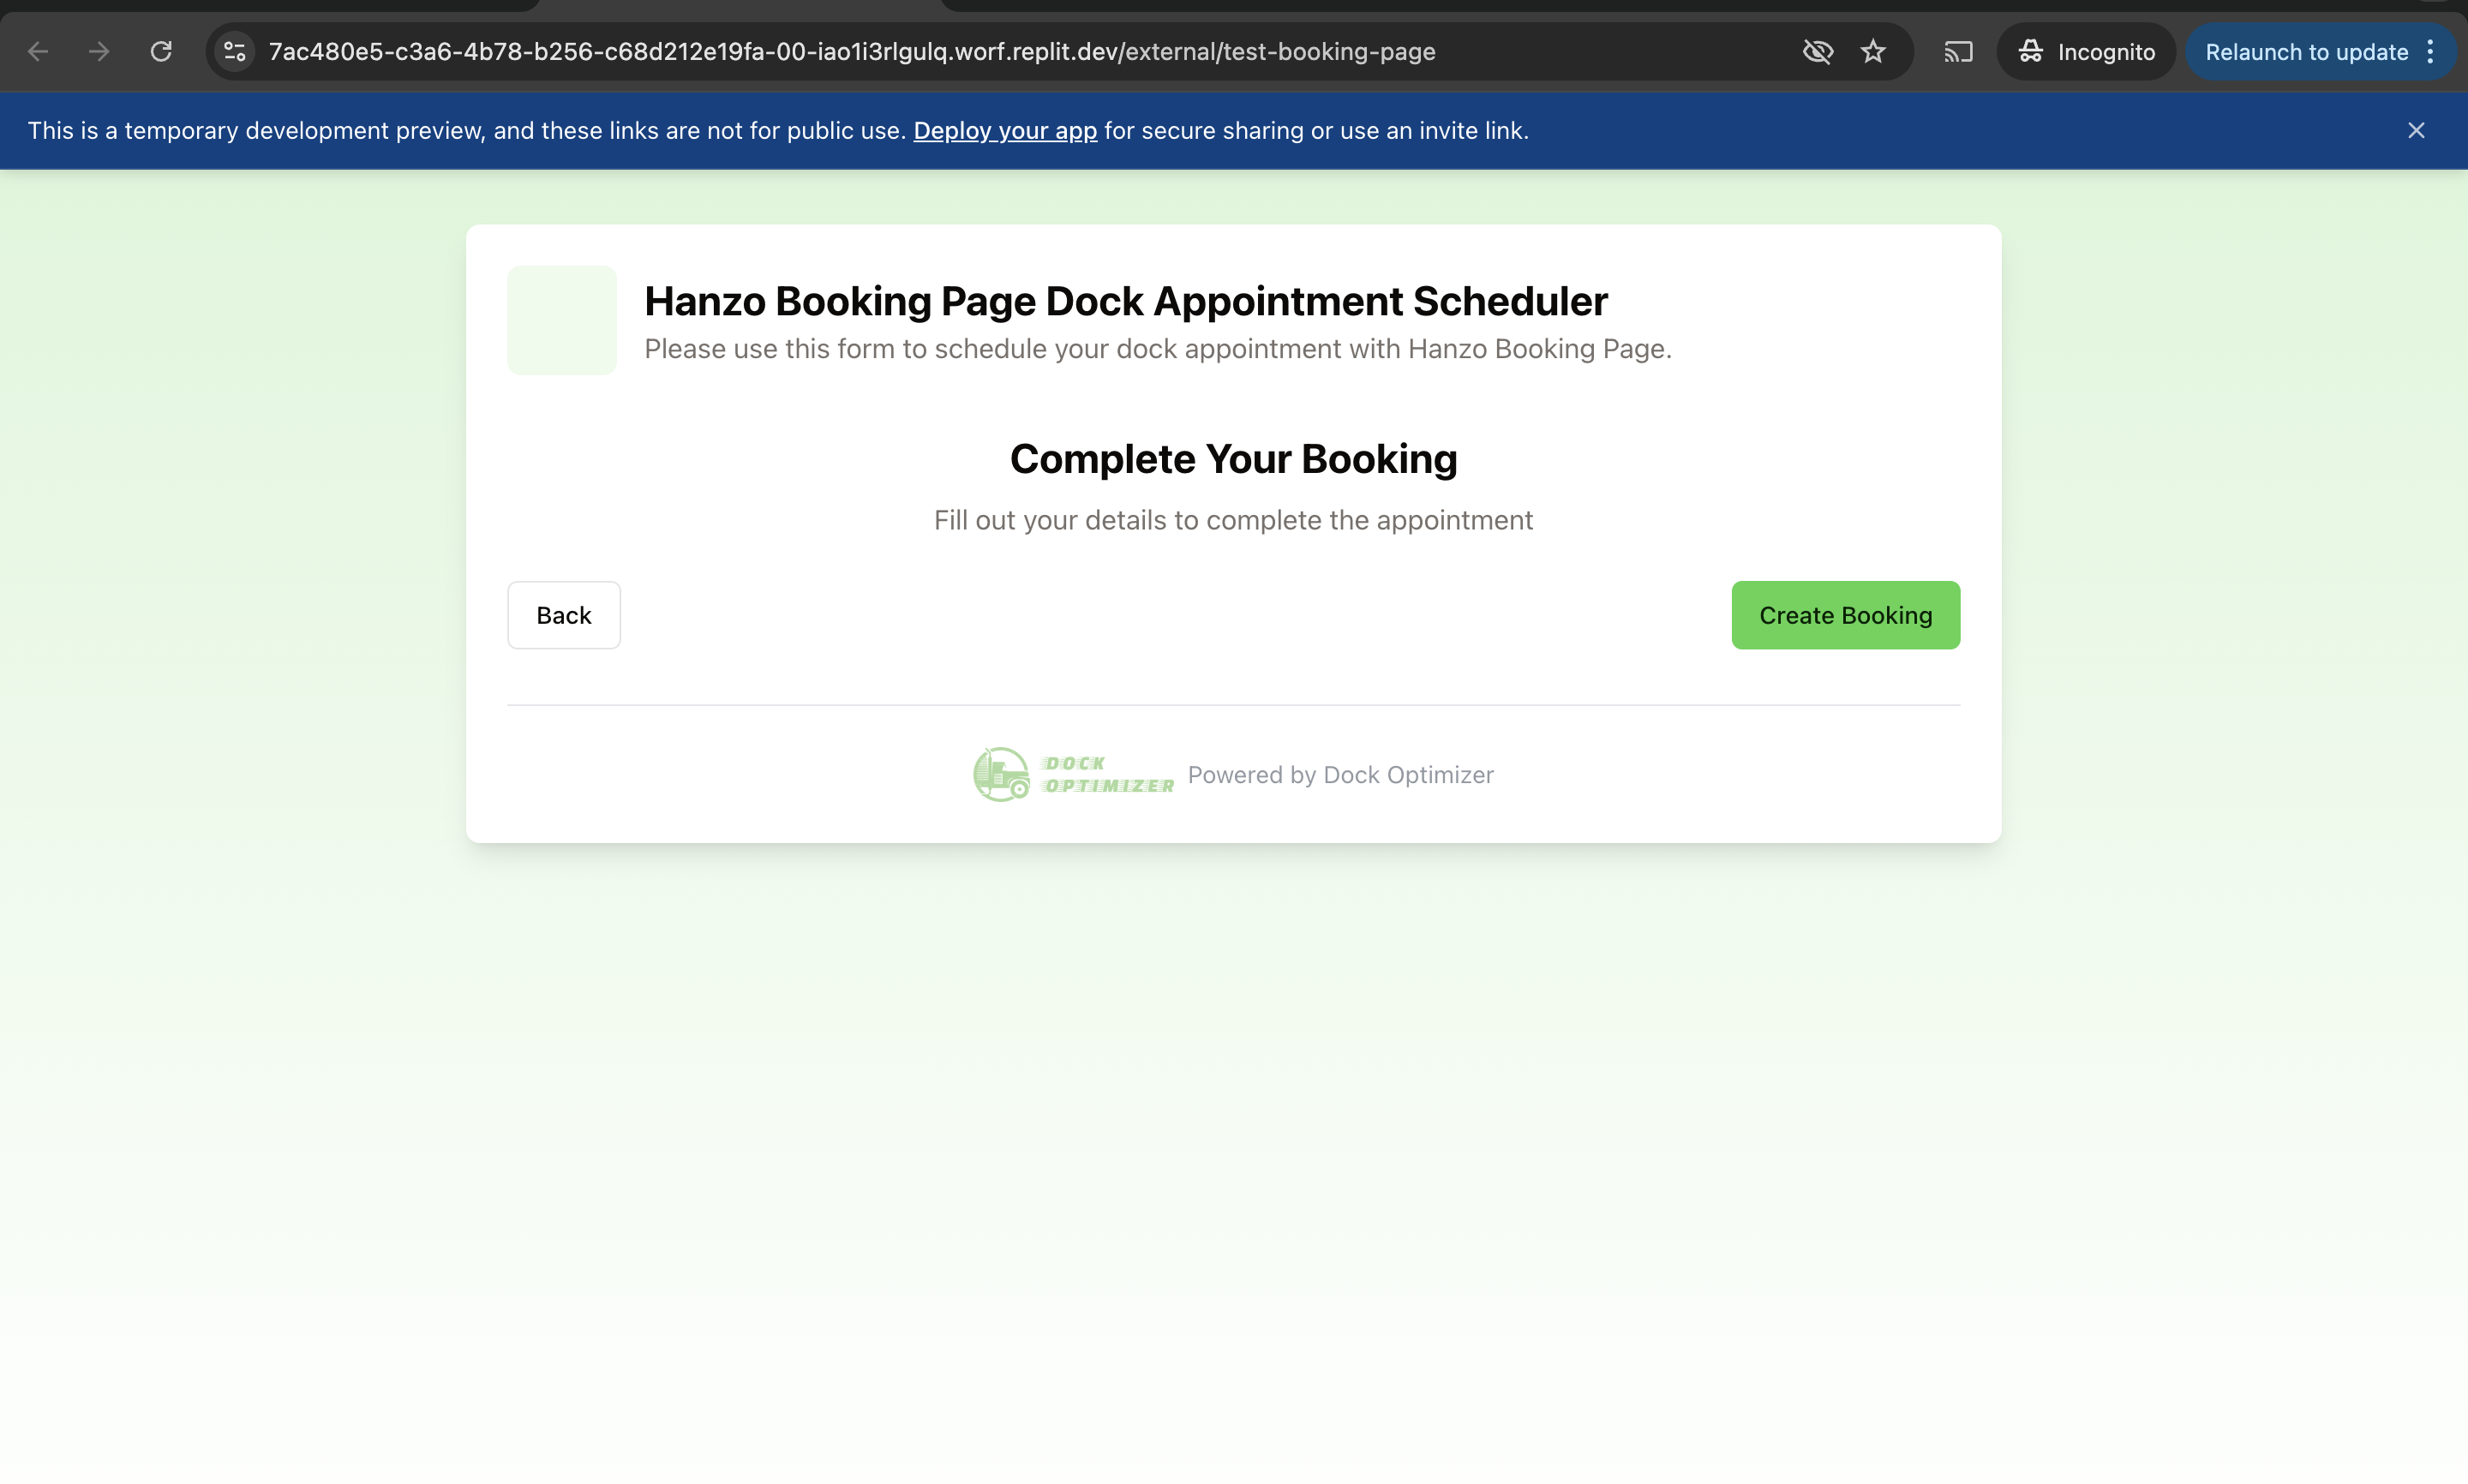 7ac480e5-c3a6-4b78-b256-c68d212e19fa-00-iao1i3rlgulq.worf.replit.dev/external/test-booking-page
Incognito
Relaunch to update
This is a temporary development preview, and these links are not for public use. Deploy your app for secure sharing or use an invite link.
Hanzo Booking Page Dock Appointment Scheduler
Please use this form to schedule your dock appointment with Hanzo Booking Page.
Complete Your Booking
Fill out your details to complete the appointment
Back
Create Booking
DOCK
OPTIMIZER
Powered by Dock Optimizer